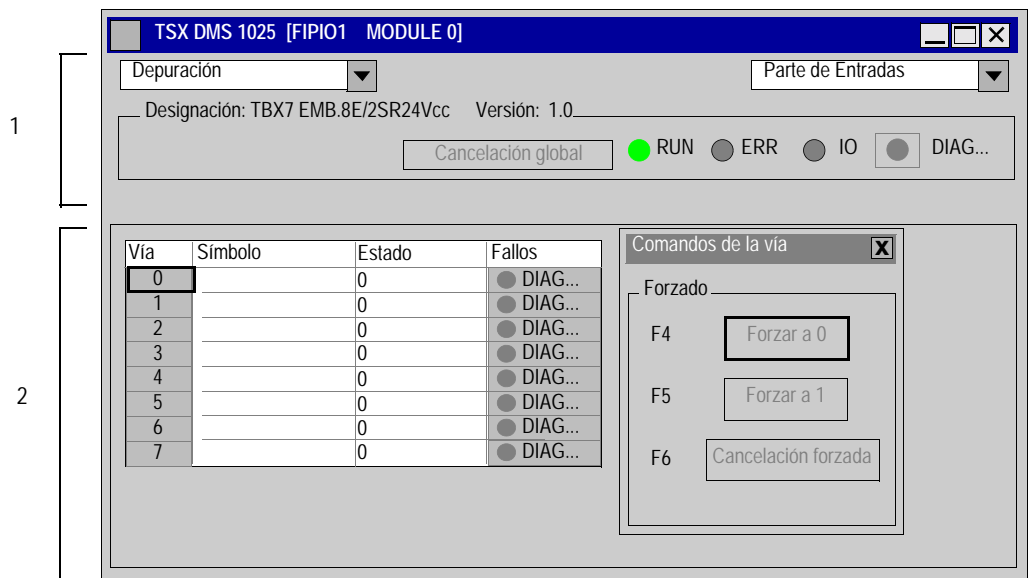 TSX DMS 1025 [FIPIO1 MODULE 0]
Depuración
Parte de Entradas
Designación: TBX7 EMB.8E/2SR24Vcc Versión: 1.0
1
Cancelación global
RUN
ERR
IO
DIAG...
Vía Símbolo Estado Fallos
0 0 DIAG...
1 0 DIAG...
2 0 DIAG...
3 0 DIAG...
4 0 DIAG...
5 0 DIAG...
6 0 DIAG...
7 0 DIAG...
2
Comandos de la vía
X
Forzado
F4 Forzar a 0
F5 Forzar a 1
F6 Cancelación forzada